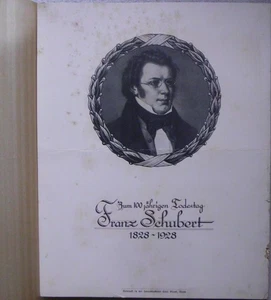 Zum 100 jährigen Todestag
Franz Schubert
1828-1928